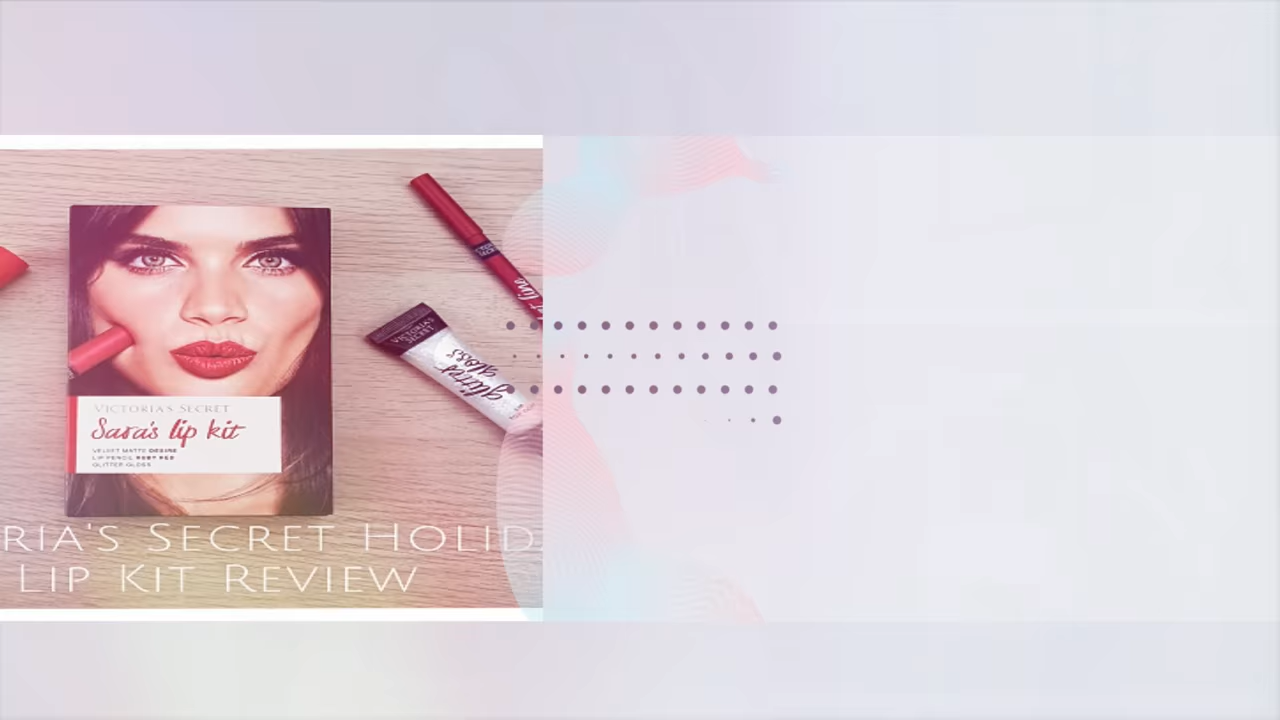 VICTORIA'S SECRET
Sara's lip kit
VELVET MATTE DESIRE
LIP PENCIL RUBY RED
GLITTER GLOSS
VICTORIA'S
SECRET
glitter
gloss
line
RIA'S SECRET HOLID
LIP KIT REVIEW